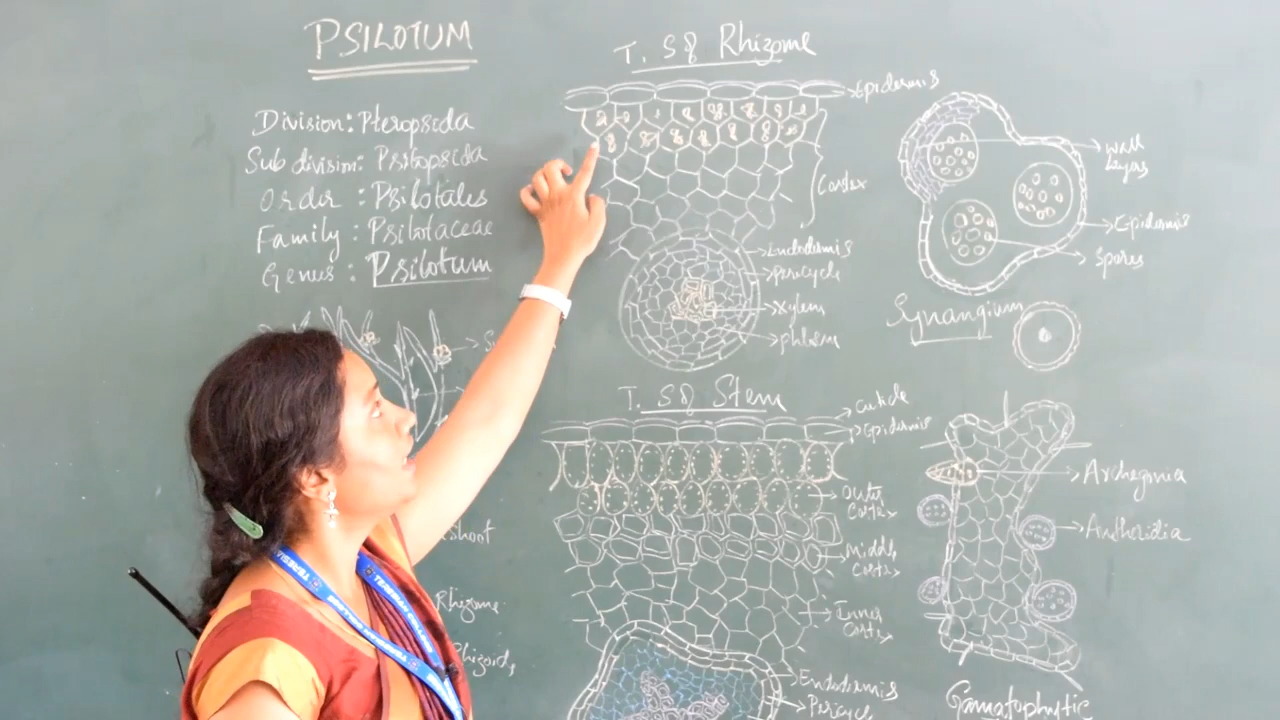 PSILOTUM
Division: Pteropsida
Sub division: Psilopsida
Order : Psilotales
Family : Psilotaceae
Genus : Psilotum
shoot
Rhizome
T. S of Rhizome
Epidermis
Cortex
Endodermis
Pericycle
Xylem
phloem
T. S of Stem
Cuticle
Epidermis
Outer
Cortex
Middle
Cortex
Inner
Cortex
Endodermis
Pericycle
wall
layers
Epidermis
Spores
Synangium
Archegonia
Antheridia
Gamatophytic